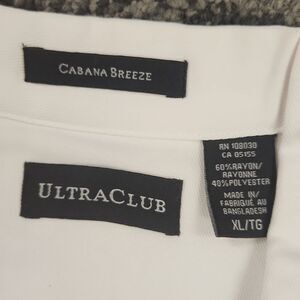 CABANA BREEZE
ULTRACLUB
RN 108030
CA 05155
60%RAYON/
RAYONNE
40%POLYESTER
MADE IN/
FABRIQUÉ AU
BANGLADESH
XL/TG